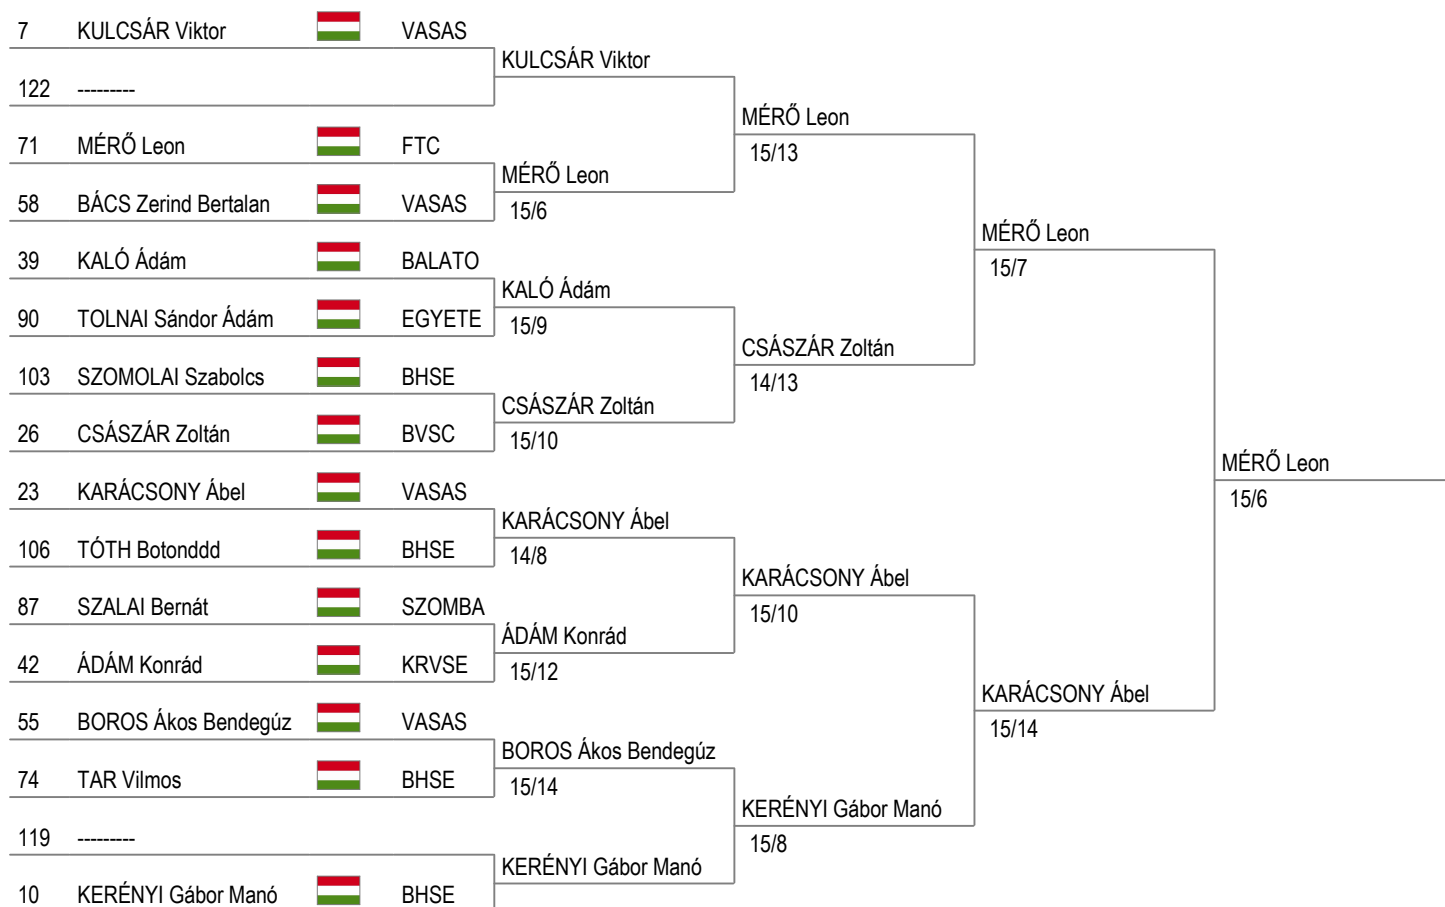 7 KULCSÁR Viktor VASAS
KULCSÁR Viktor
122 ---------
MÉRŐ Leon
71 MÉRŐ Leon FTC
15/13
MÉRŐ Leon
58 BÁCS Zerind Bertalan VASAS
15/6
MÉRŐ Leon
39 KALÓ Ádám BALATO
15/7
KALÓ Ádám
90 TOLNAI Sándor Ádám EGYETE
15/9
CSÁSZÁR Zoltán
103 SZOMOLAI Szabolcs BHSE
14/13
CSÁSZÁR Zoltán
26 CSÁSZÁR Zoltán BVSC
15/10
MÉRŐ Leon
23 KARÁCSONY Ábel VASAS
15/6
KARÁCSONY Ábel
106 TÓTH Botonddd BHSE
14/8
KARÁCSONY Ábel
87 SZALAI Bernát SZOMBA
15/10
ÁDÁM Konrád
42 ÁDÁM Konrád KRVSE
15/12
KARÁCSONY Ábel
55 BOROS Ákos Bendegúz VASAS
15/14
BOROS Ákos Bendegúz
74 TAR Vilmos BHSE
15/14
KERÉNYI Gábor Manó
119 ---------
15/8
KERÉNYI Gábor Manó
10 KERÉNYI Gábor Manó BHSE